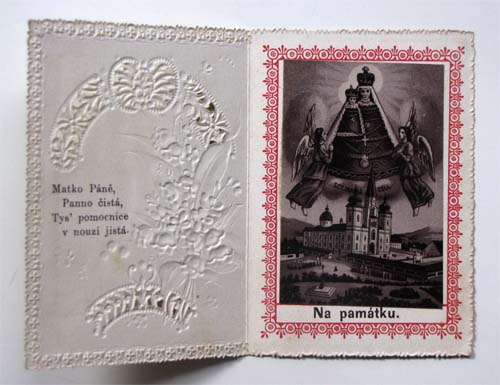 Matko Páně,
Panno čistá,
Tys' pomocnice
v nouzi jistá.
Na památku.